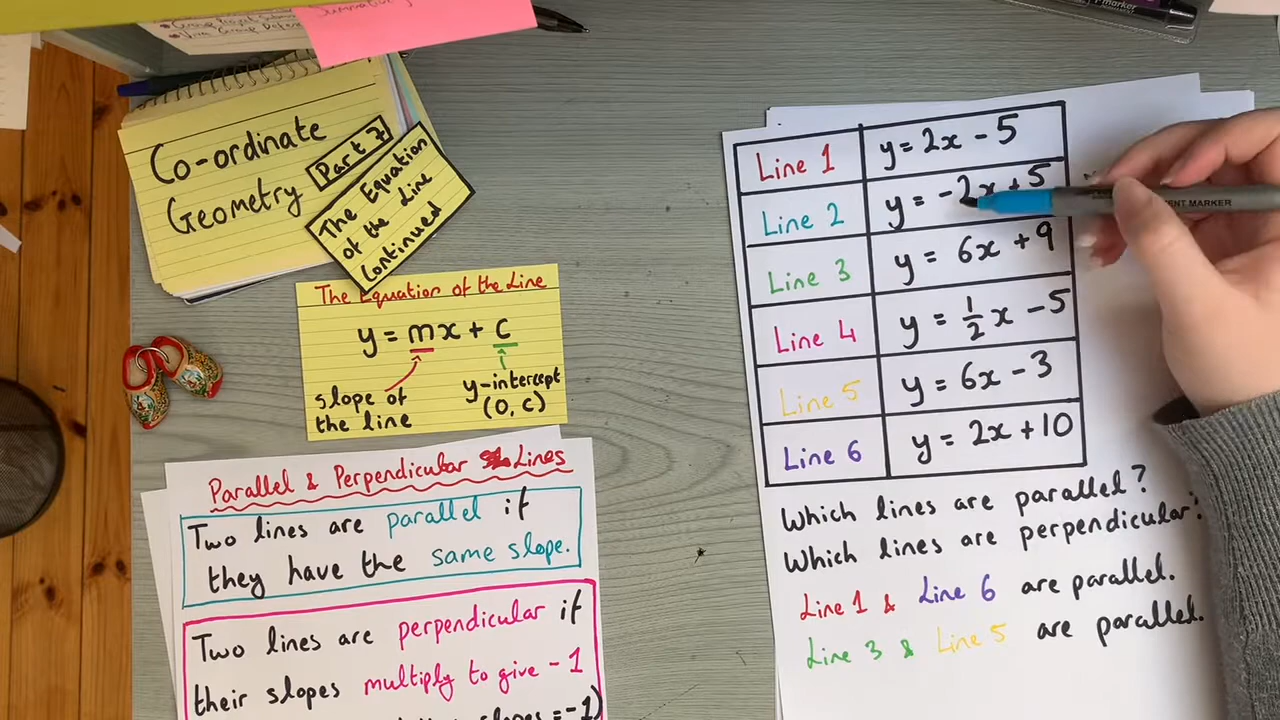 Co-ordinate
Geometry
Part 7
The Equation
of the Line
Continued
The Equation of the Line
y = mx + c
slope of
the line
y-intercept
(0, c)
Parallel & Perpendicular Lines
Two lines are parallel if
they have the same slope.
Two lines are perpendicular if
their slopes multiply to give -1
slopes = -1)
Line 1 y = 2x - 5
Line 2 y = -2x + 5
Line 3 y = 6x + 9
Line 4 y = 1/2 x - 5
Line 5 y = 6x - 3
Line 6 y = 2x + 10
Which lines are parallel?
Which lines are perpendicular?
Line 1 & Line 6 are parallel.
Line 3 & Line 5 are parallel.
MARKER
marker